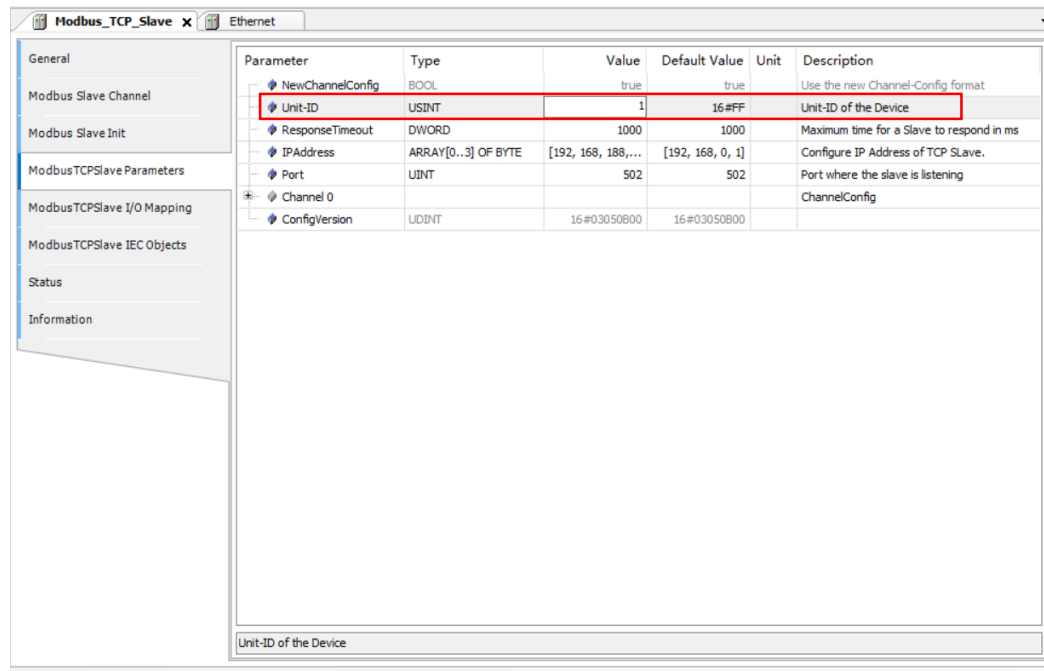 Modbus_TCP_Slave x Ethernet
General
Modbus Slave Channel
Modbus Slave Init
ModbusTCPSlave Parameters
ModbusTCPSlave I/O Mapping
ModbusTCPSlave IEC Objects
Status
Information
Parameter Type Value Default Value Unit Description
NewChannelConfig BOOL true true Use the new Channel-Config format
Unit-ID USINT 1 16#FF Unit-ID of the Device
ResponseTimeout DWORD 1000 1000 Maximum time for a Slave to respond in ms
IPAddress ARRAY[0..3] OF BYTE [192, 168, 188,... [192, 168, 0, 1] Configure IP Address of TCP SLave.
Port UINT 502 502 Port where the slave is listening
Channel 0 ChannelConfig
ConfigVersion UDINT 16#03050B00 16#03050B00
Unit-ID of the Device